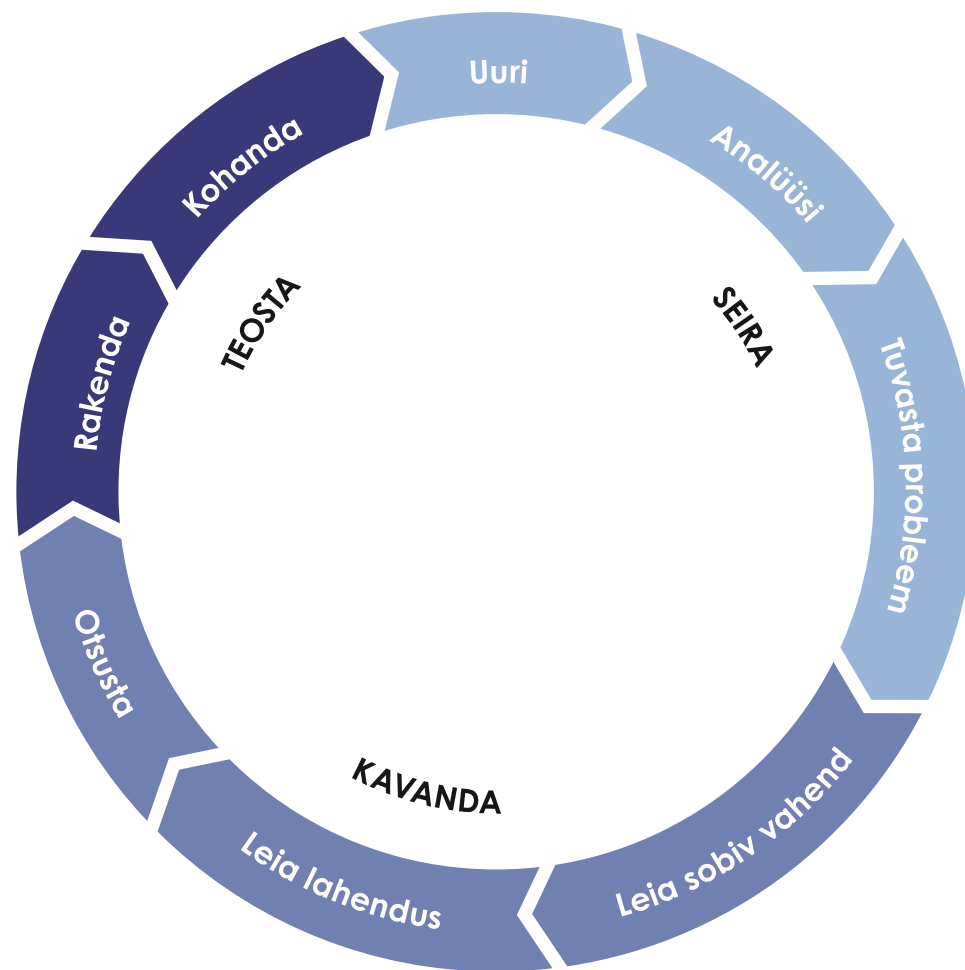 Uuri
Analüüsi
Tuvasta probleem
Leia sobiv vahend
Leia lahendus
Otsusta
Rakenda
Kohanda
SEIRA
KAVANDA
TEOSTA